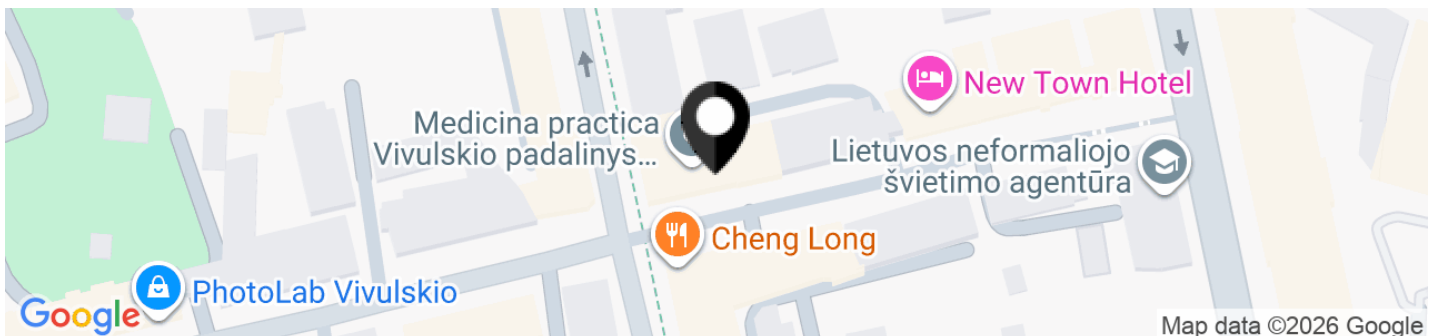 New Town Hotel
Medicina practica
Vivulskio padalinys...
Lietuvos neformaliojo
švietimo agentūra
Cheng Long
PhotoLab Vivulskio
Google
Map data ©2026 Google